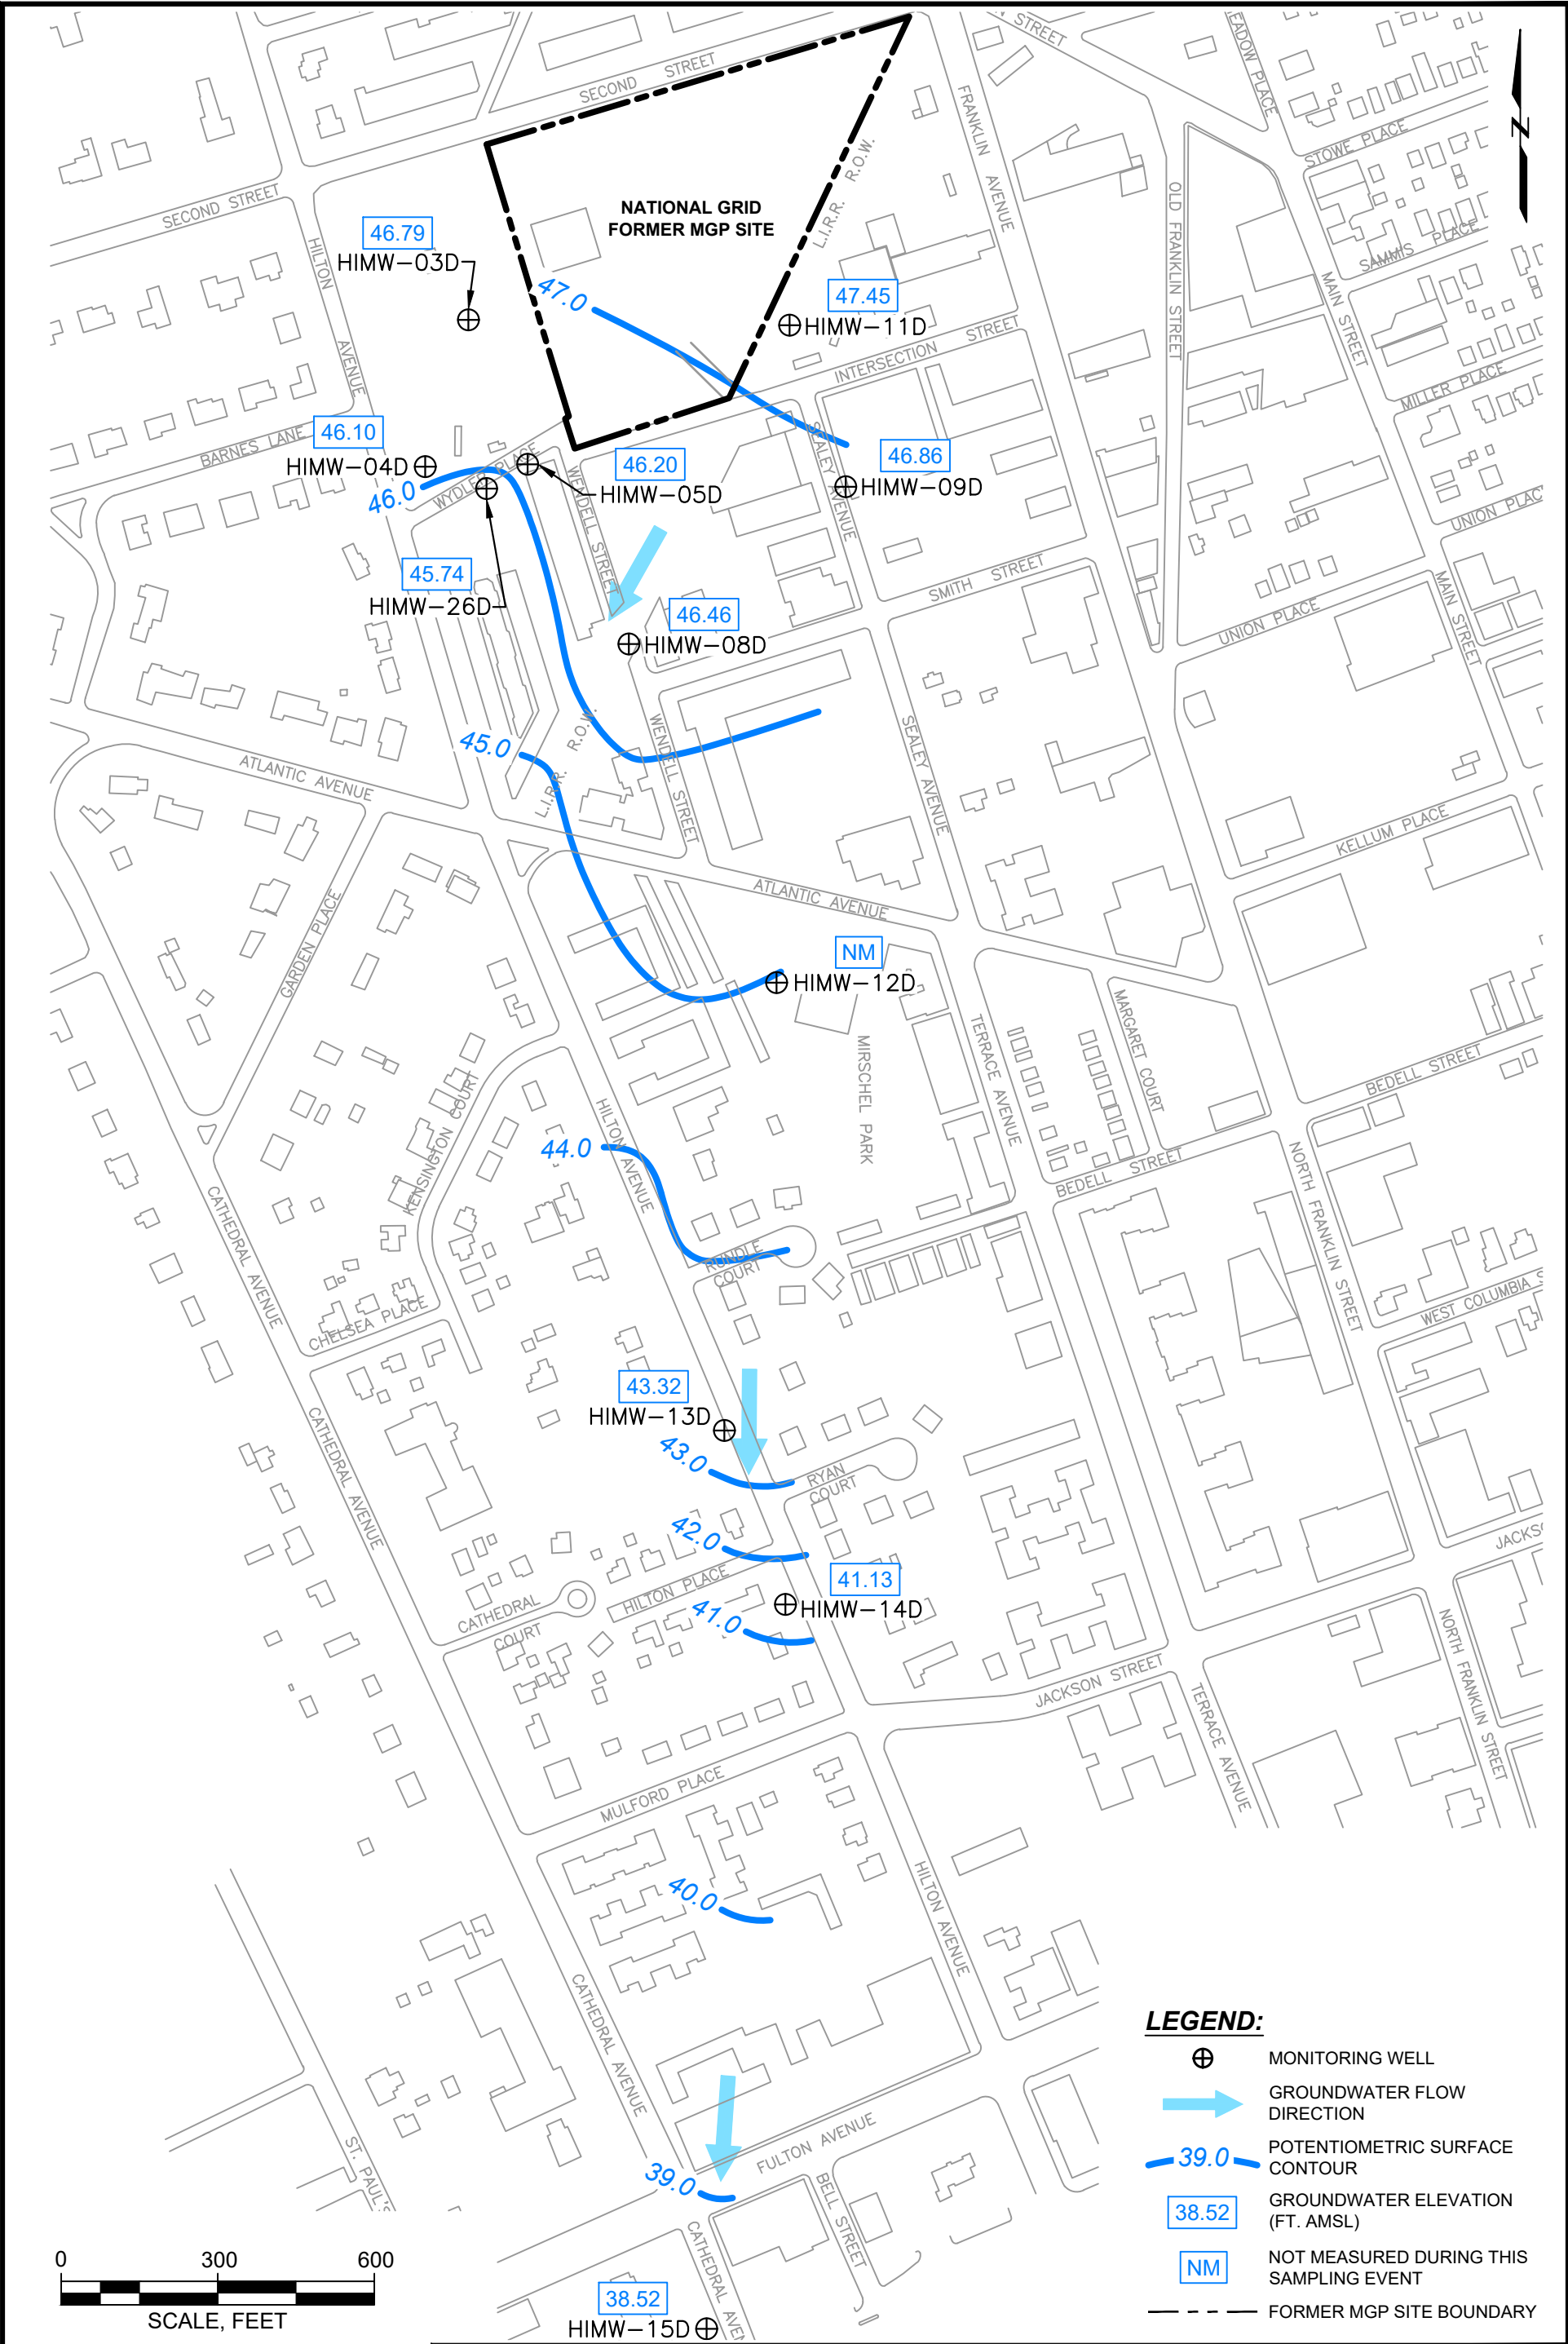 SECOND STREET
FRANKLIN AVENUE
STREET
STOWE PLACE
SAMMIS PLACE
SECOND STREET
HILTON AVENUE
NATIONAL GRID
FORMER MGP SITE
L.I.R.R. R.O.W.
OLD FRANKLIN STREET
MAIN STREET
N
46.79
HIMW-03D
47.0
47.45
HIMW-11D
INTERSECTION STREET
MILLER PLACE
BARNES LANE
46.10
HIMW-04D
46.0
WYDLER PLACE
46.20
HIMW-05D
WENDELL STREET
SEALEY AVENUE
46.86
HIMW-09D
45.74
HIMW-26D
46.46
HIMW-08D
SMITH STREET
UNION PLACE
MAIN STREET
45.0
L.I.R.R. R.O.W.
WENDELL STREET
SEALEY AVENUE
ATLANTIC AVENUE
KELLUM PLACE
ATLANTIC AVENUE
GARDEN PLACE
NM
HIMW-12D
MIRSCHEL PARK
TERRACE AVENUE
MARGARET COURT
BEDELL STREET
KENSINGTON COURT
HILTON AVENUE
44.0
BEDELL STREET
NORTH FRANKLIN STREET
CATHEDRAL AVENUE
RUNDLE
COURT
CHELSEA PLACE
WEST COLUMBIA
43.32
HIMW-13D
43.0
RYAN
COURT
CATHEDRAL AVENUE
42.0
41.13
HIMW-14D
HILTON PLACE
41.0
CATHEDRAL
COURT
JACKSON STREET
TERRACE AVENUE
NORTH FRANKLIN STREET
MULFORD PLACE
40.0
HILTON AVENUE
CATHEDRAL AVENUE
FULTON AVENUE
39.0
BELL STREET
ST. PAUL'S
CATHEDRAL
38.52
HIMW-15D
0 300 600
SCALE, FEET
LEGEND:
MONITORING WELL
GROUNDWATER FLOW
DIRECTION
39.0
POTENTIOMETRIC SURFACE
CONTOUR
38.52
GROUNDWATER ELEVATION
(FT. AMSL)
NM
NOT MEASURED DURING THIS
SAMPLING EVENT
FORMER MGP SITE BOUNDARY